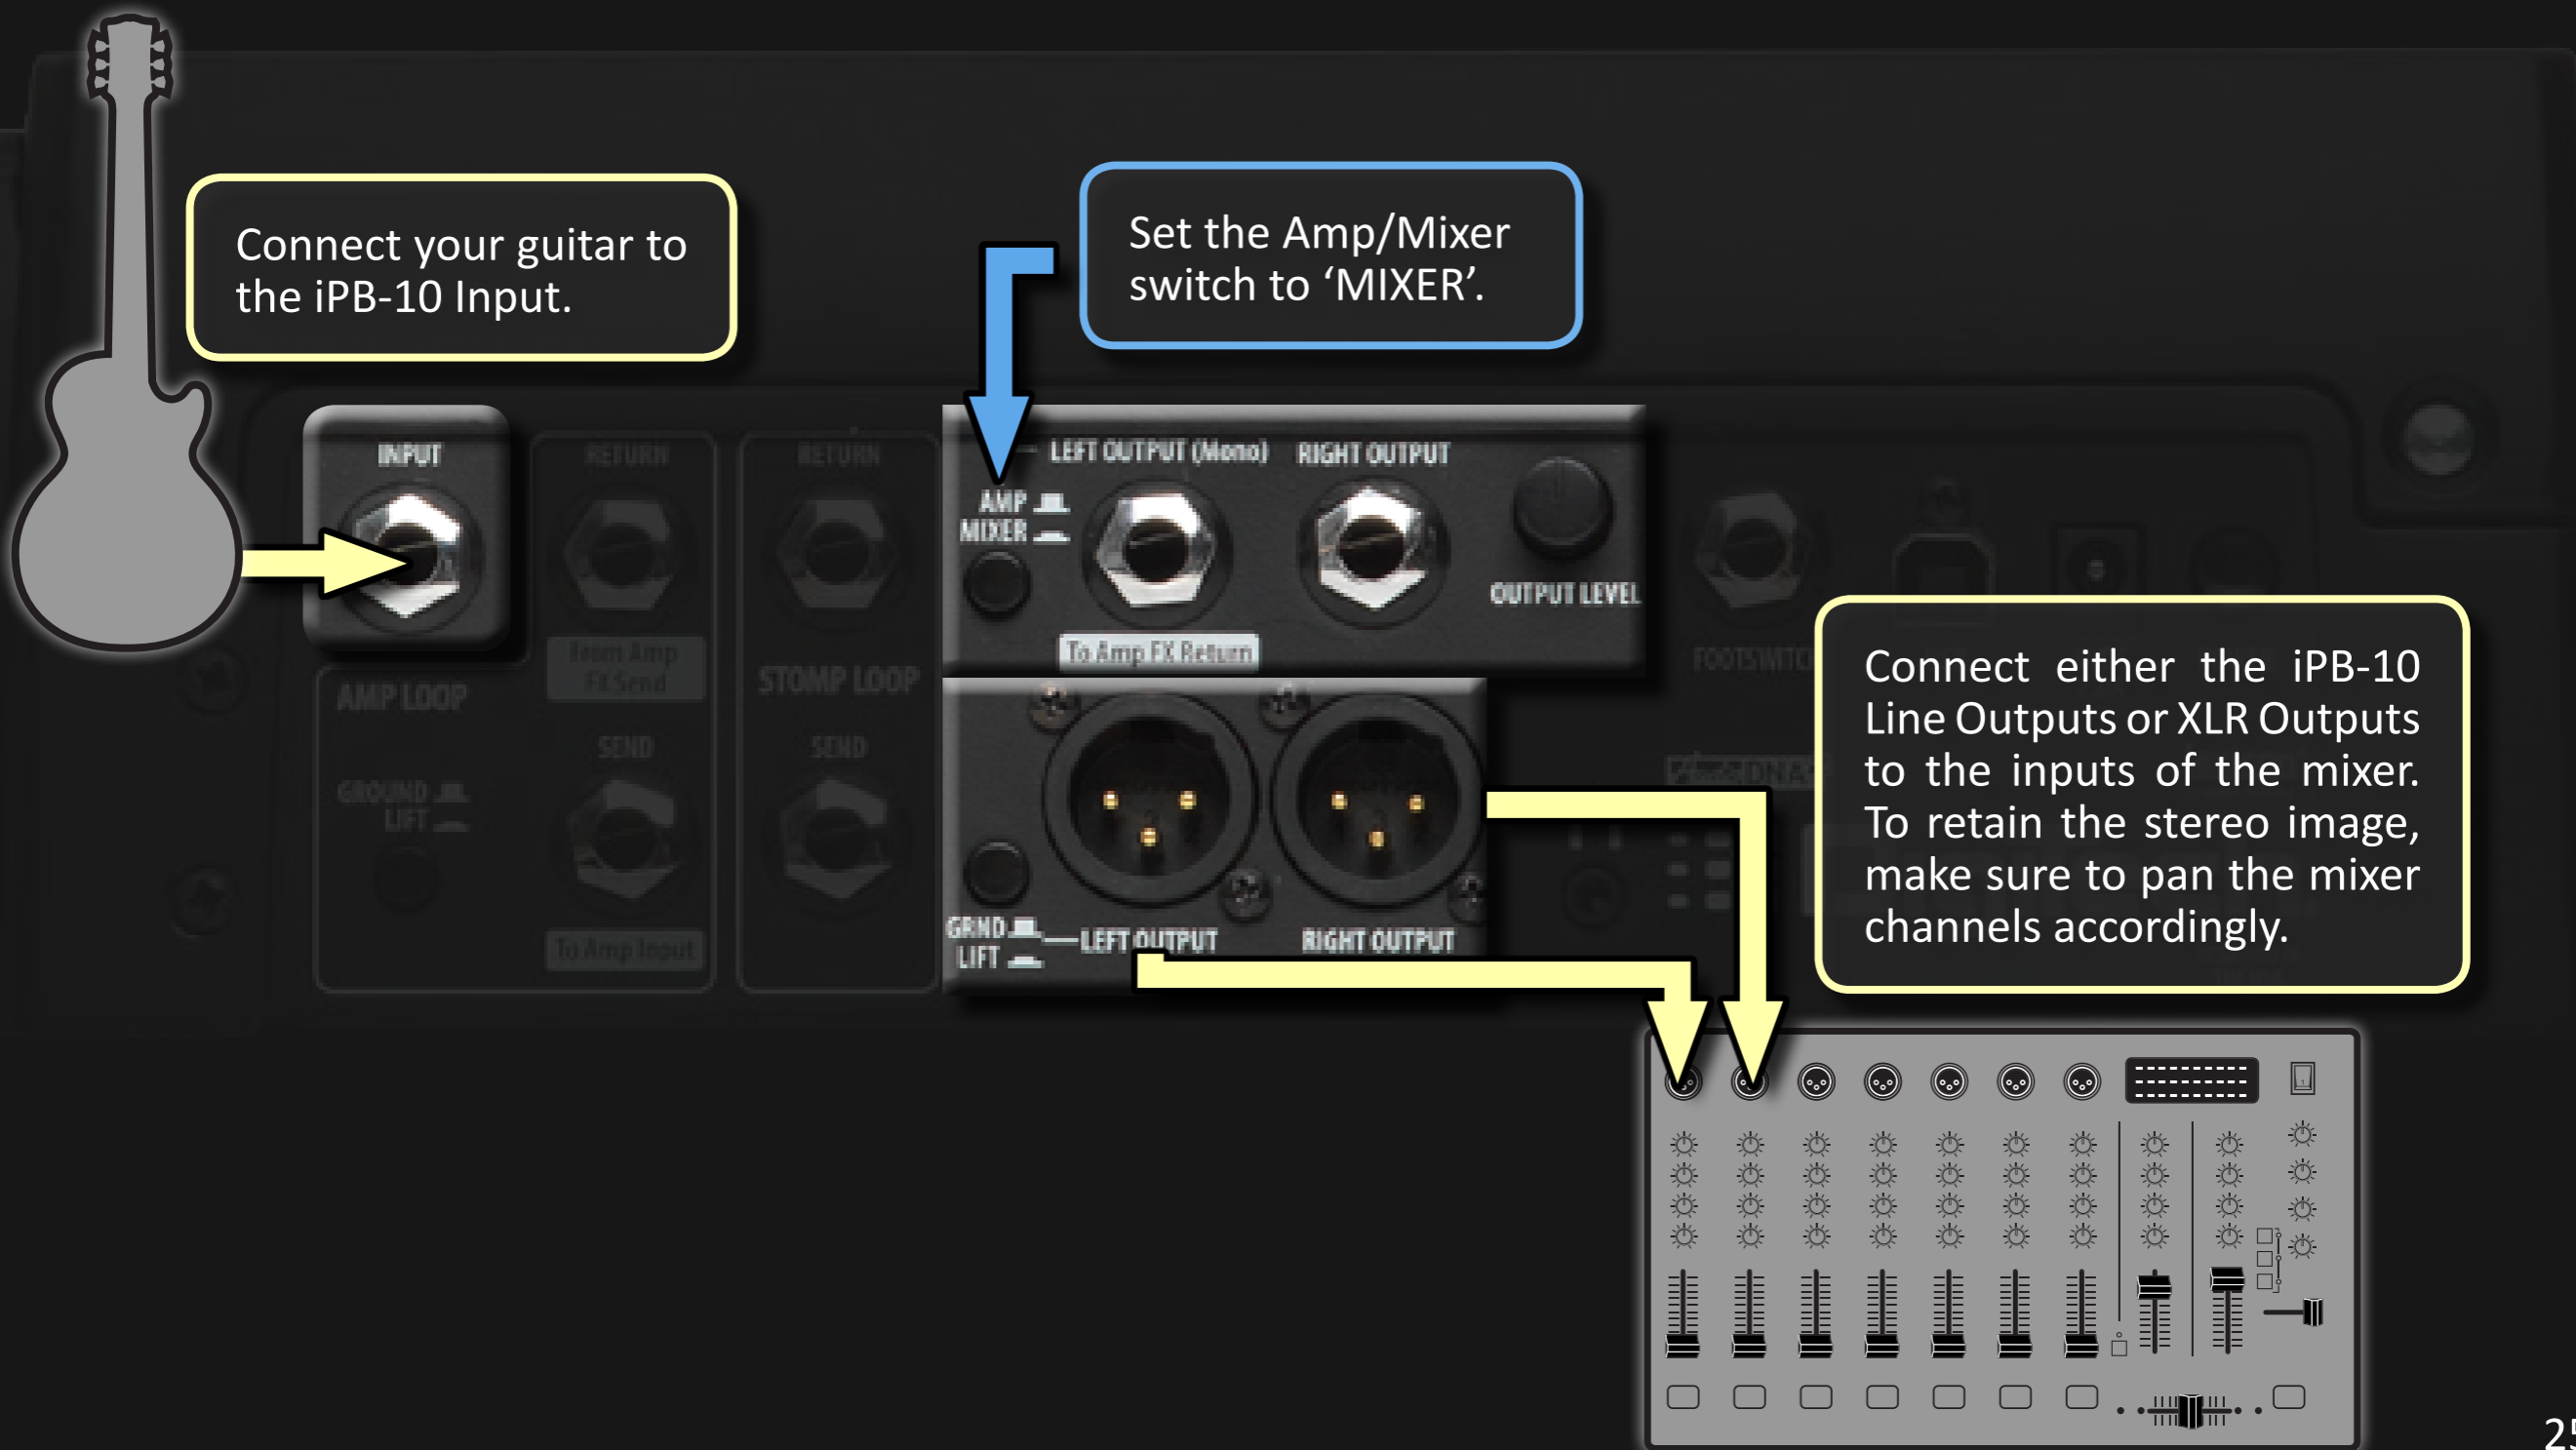 Connect your guitar to
the iPB-10 Input.
Set the Amp/Mixer
switch to ‘MIXER’.
INPUT
RETURN
RETURN
LEFT OUTPUT (Mono)
RIGHT OUTPUT
AMP
MIXER
OUTPUT LEVEL
To Amp FX Return
From Amp
FX Send
AMP LOOP
STOMP LOOP
FOOTSWITC
Connect either the iPB-10
Line Outputs or XLR Outputs
to the inputs of the mixer.
To retain the stereo image,
make sure to pan the mixer
channels accordingly.
SEND
SEND
GROUND
LIFT
To Amp Input
GRND
LIFT
LEFT OUTPUT
RIGHT OUTPUT